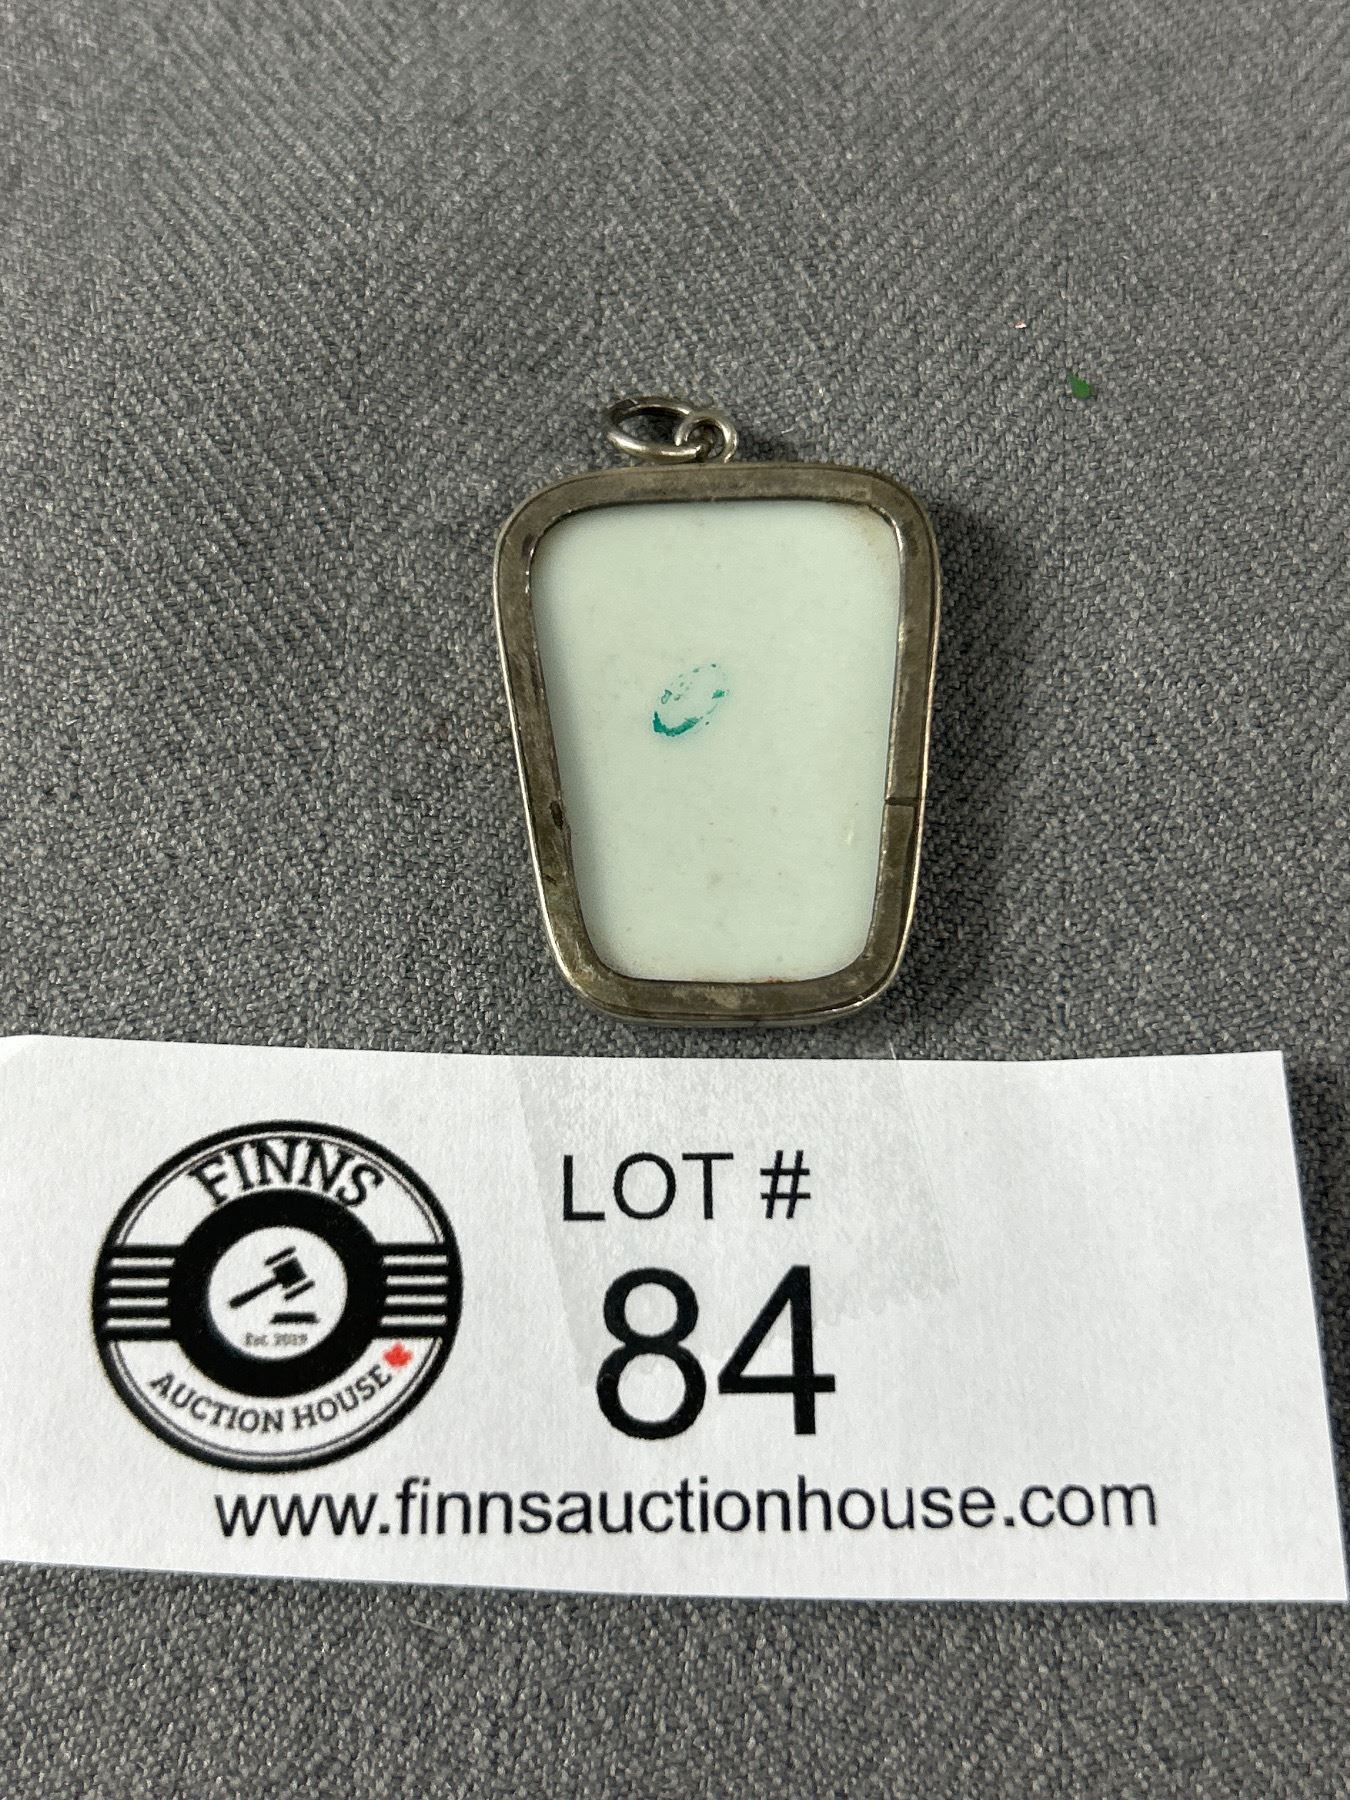 FINNS
Est. 2019
AUCTION HOUSE
LOT #
84
www.finnsauctionhouse.com